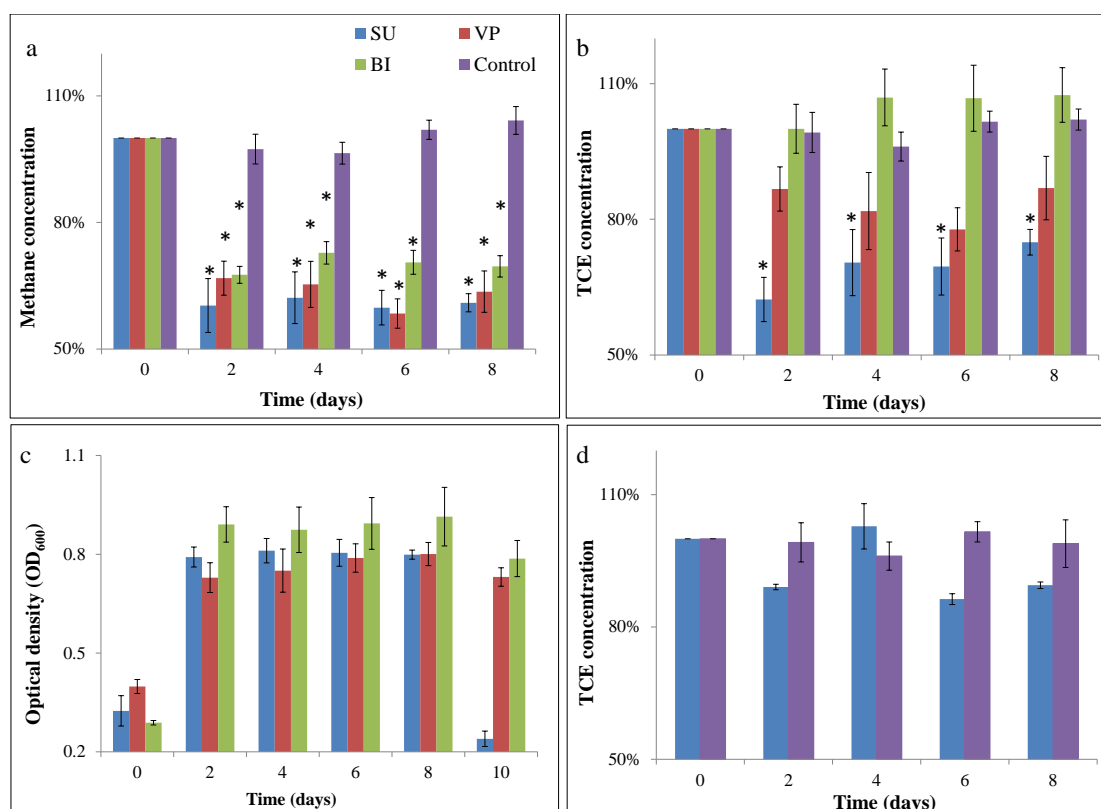 a
SU
VP
BI
Control
110%
80%
50%
Methane concentration
* * * * * * * * * * * *
0 2 4 6 8
Time (days)
b
110%
80%
50%
TCE concentration
* * * *
0 2 4 6 8
Time (days)
c
1.1
0.8
0.5
0.2
Optical density (OD600)
0 2 4 6 8 10
Time (days)
d
110%
80%
50%
TCE concentration
0 2 4 6 8
Time (days)